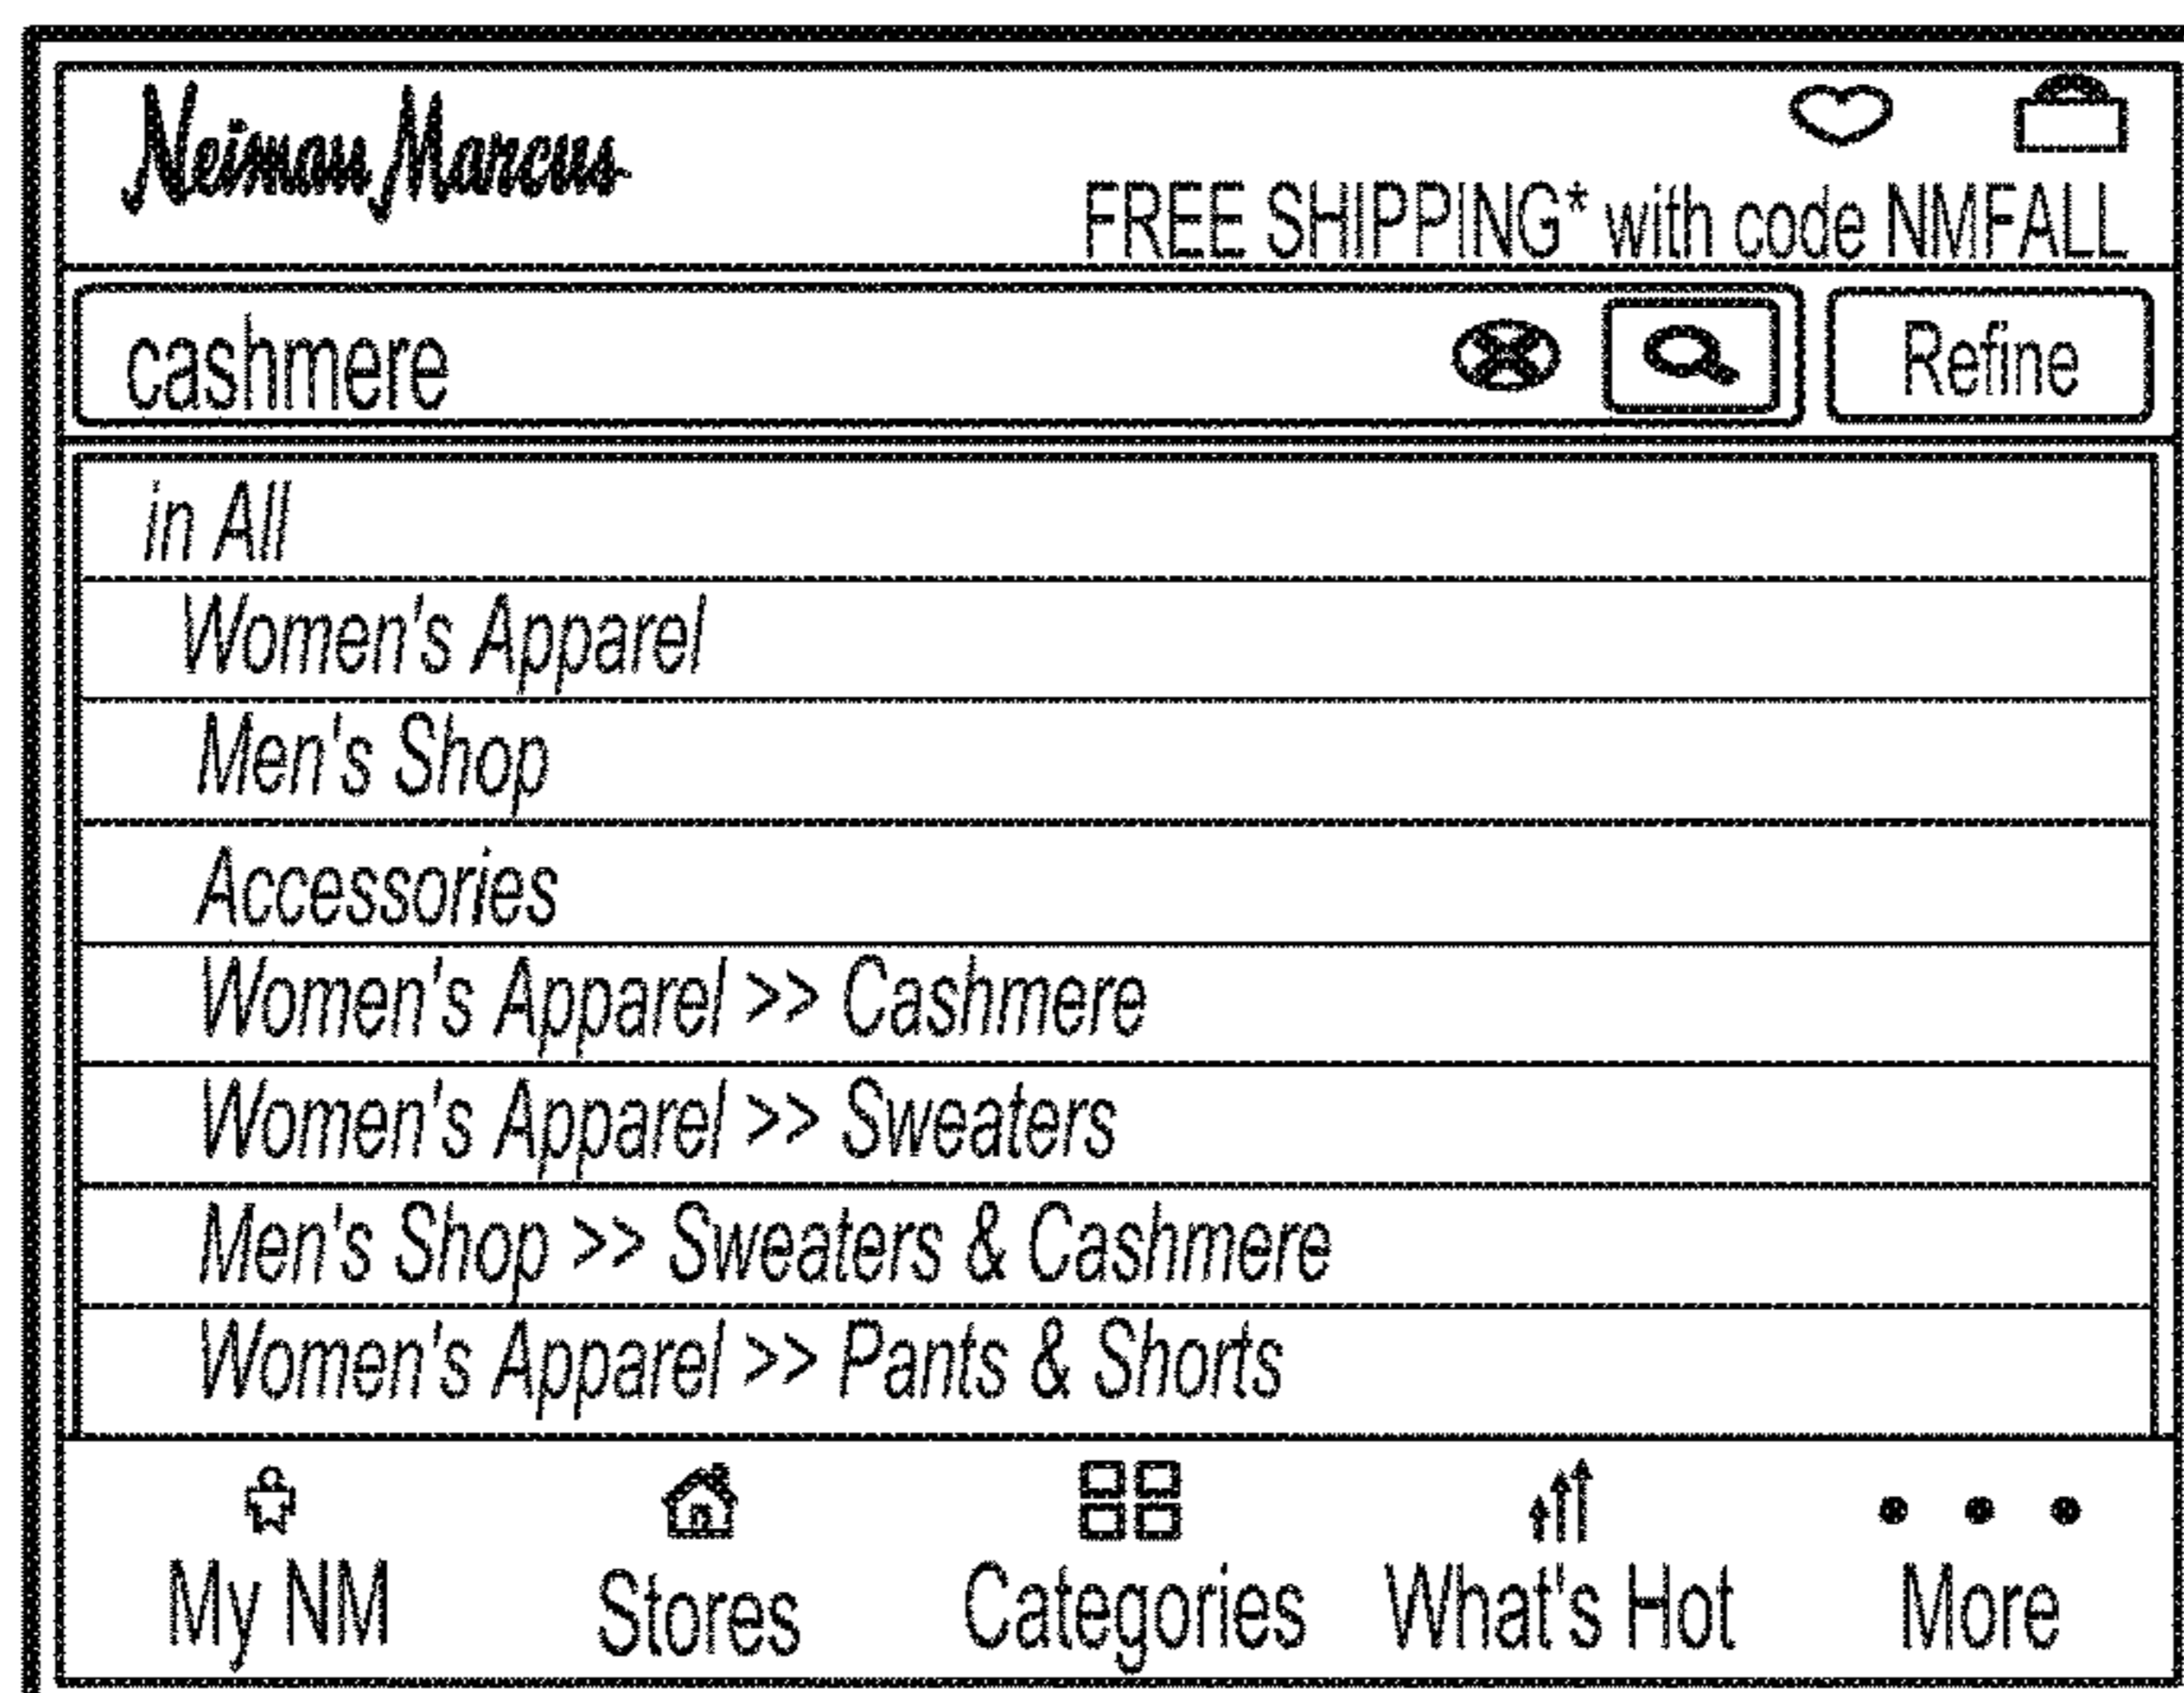 Neiman Marcus
FREE SHIPPING* with code NMFALL
cashmere
Refine
in All
Women's Apparel
Men's Shop
Accessories
Women's Apparel >> Cashmere
Women's Apparel >> Sweaters
Men's Shop >> Sweaters & Cashmere
Women's Apparel >> Pants & Shorts
My NM
Stores
Categories
What's Hot
More